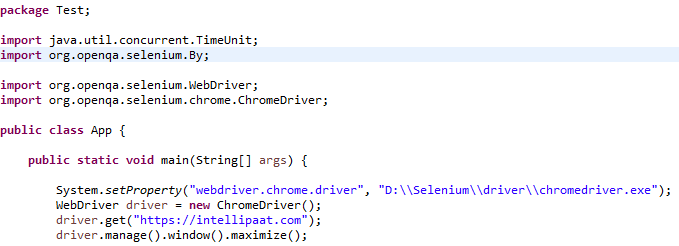 package Test;
import java.util.concurrent.TimeUnit;
import org.openqa.selenium.By;
import org.openqa.selenium.WebDriver;
import org.openqa.selenium.chrome.ChromeDriver;
public class App {
public static void main(String[] args) {
System.setProperty("webdriver.chrome.driver", "D:\\Selenium\\driver\\chromedriver.exe");
WebDriver driver = new ChromeDriver();
driver.get("https://intellipaat.com");
driver.manage().window().maximize();